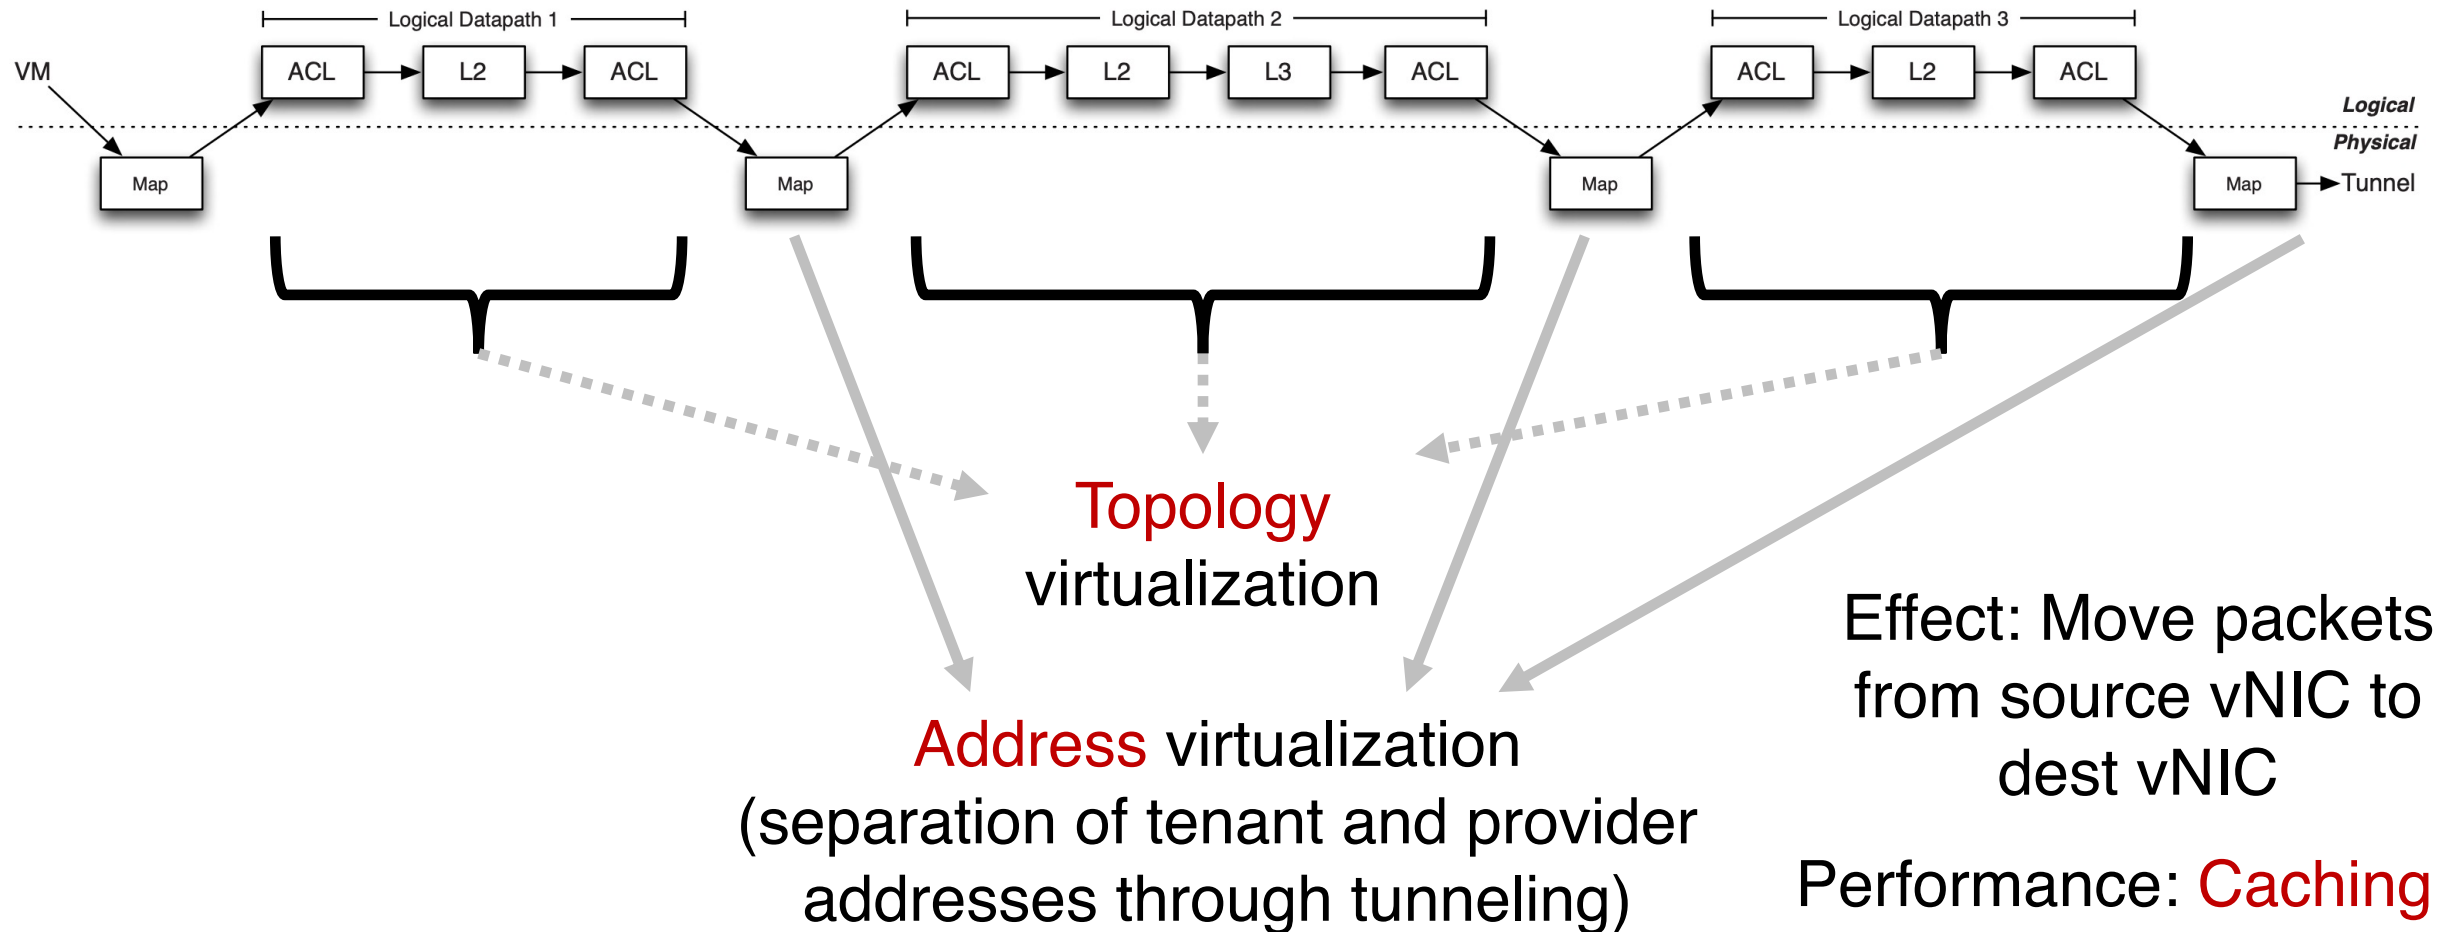 Logical Datapath 1
Logical Datapath 2
Logical Datapath 3
VM
ACL
L2
ACL
ACL
L2
L3
ACL
ACL
L2
ACL
Logical
Physical
Map
Map
Map
Map
Tunnel
Topology
virtualization
Address virtualization
(separation of tenant and provider
addresses through tunneling)
Effect: Move packets
from source vNIC to
dest vNIC
Performance: Caching